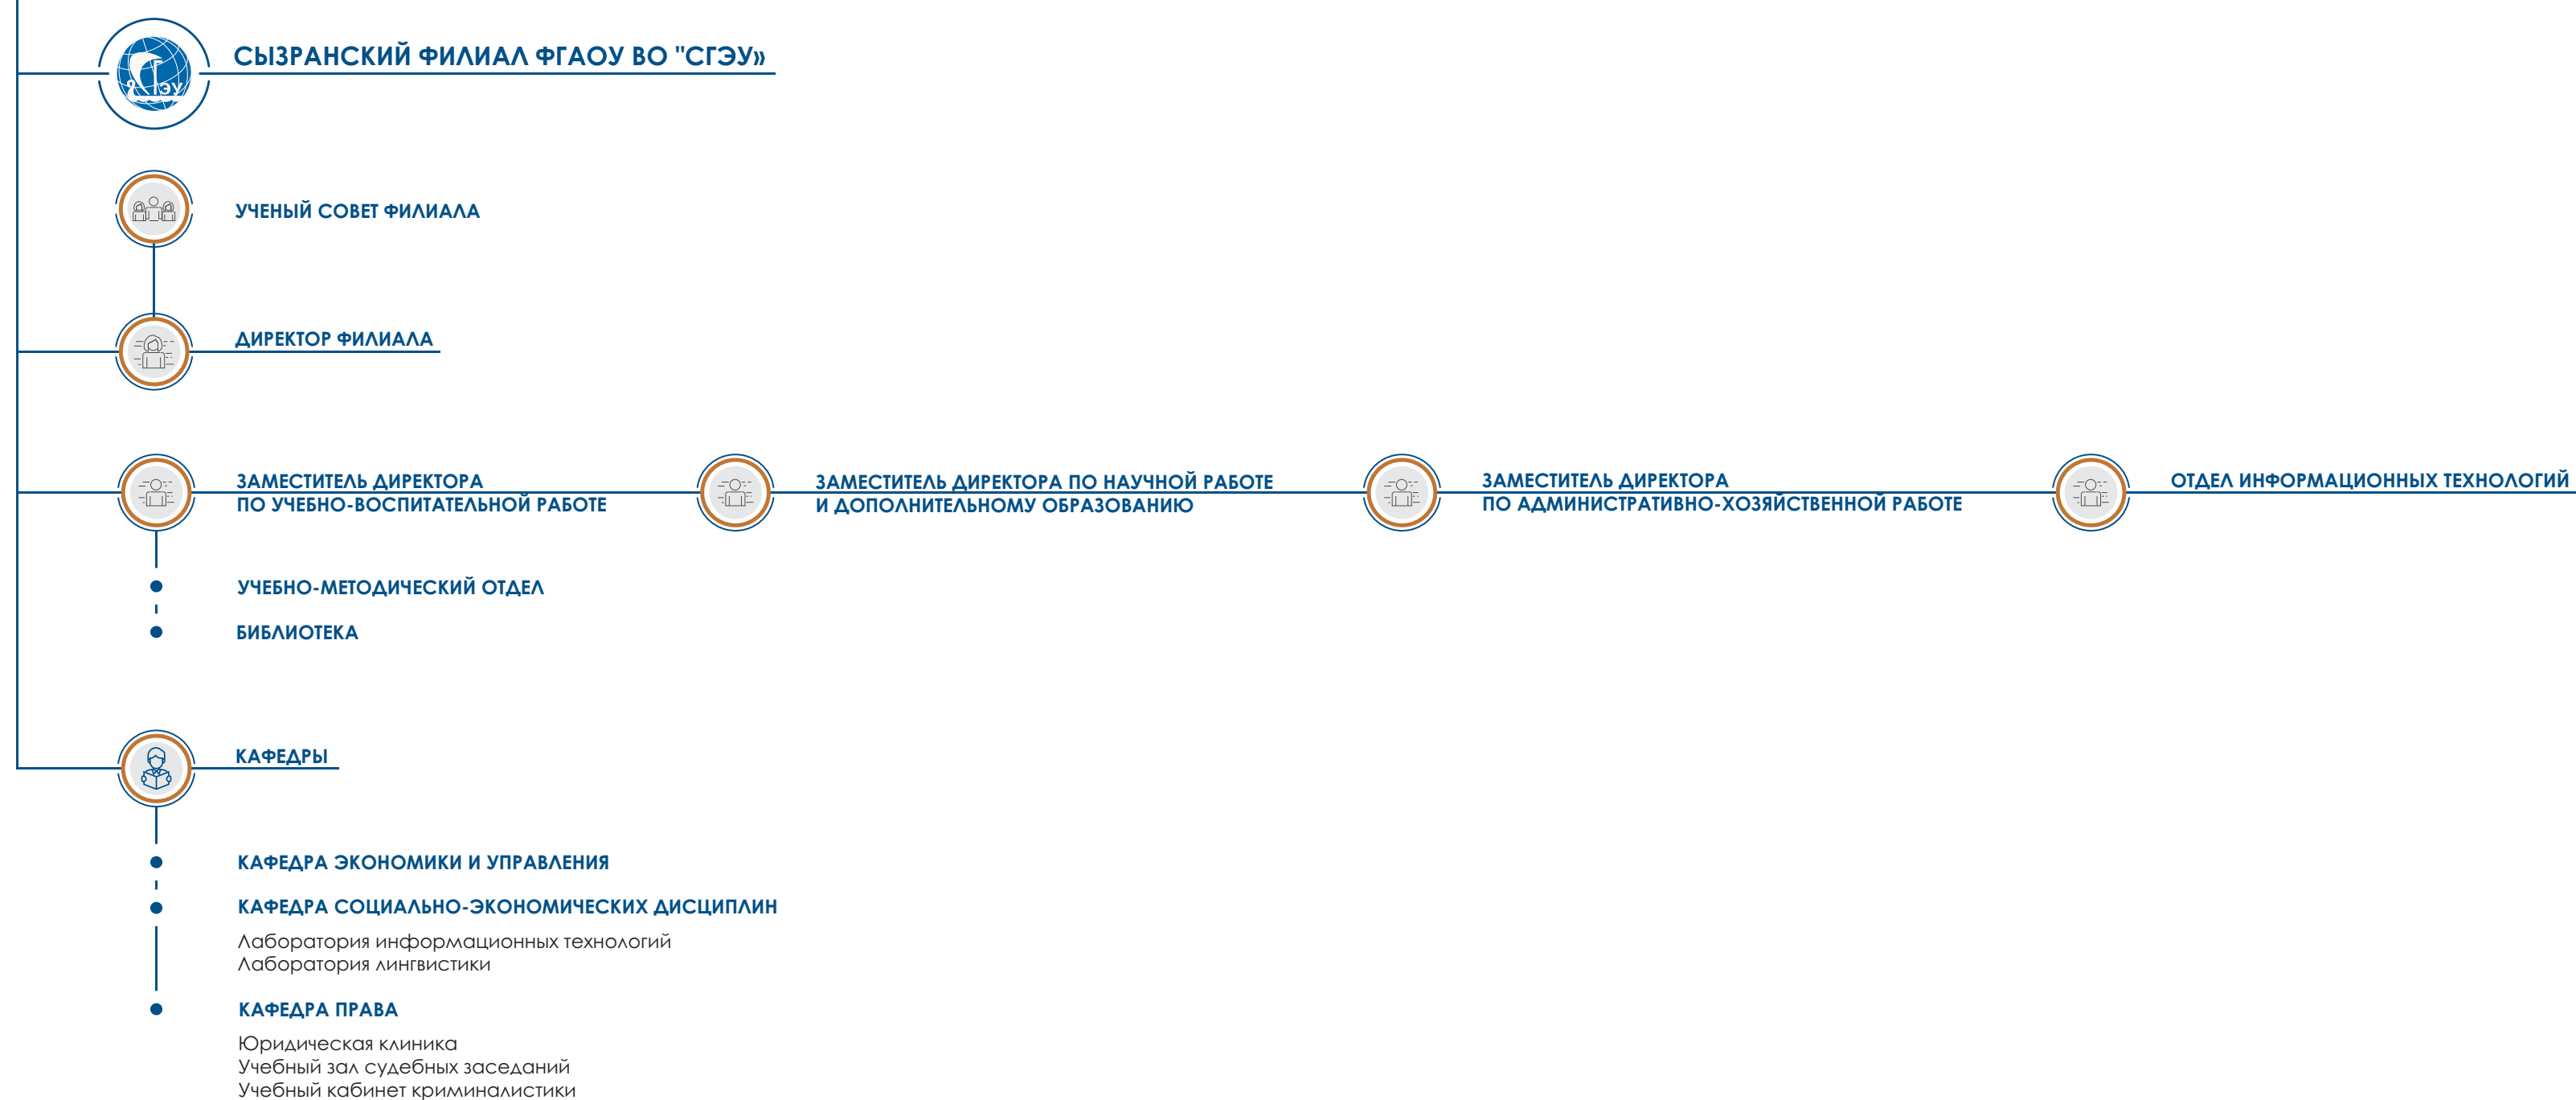 СЫЗРАНСКИЙ ФИЛИАЛ ФГАОУ ВО "СГЭУ»
УЧЕНЫЙ СОВЕТ ФИЛИАЛА
ДИРЕКТОР ФИЛИАЛА
ЗАМЕСТИТЕЛЬ ДИРЕКТОРА
ПО УЧЕБНО-ВОСПИТАТЕЛЬНОЙ РАБОТЕ
ЗАМЕСТИТЕЛЬ ДИРЕКТОРА ПО НАУЧНОЙ РАБОТЕ
И ДОПОЛНИТЕЛЬНОМУ ОБРАЗОВАНИЮ
ЗАМЕСТИТЕЛЬ ДИРЕКТОРА
ПО АДМИНИСТРАТИВНО-ХОЗЯЙСТВЕННОЙ РАБОТЕ
ОТДЕЛ ИНФОРМАЦИОННЫХ ТЕХНОЛОГИЙ
УЧЕБНО-МЕТОДИЧЕСКИЙ ОТДЕЛ
БИБЛИОТЕКА
КАФЕДРЫ
КАФЕДРА ЭКОНОМИКИ И УПРАВЛЕНИЯ
КАФЕДРА СОЦИАЛЬНО-ЭКОНОМИЧЕСКИХ ДИСЦИПЛИН
Лаборатория информационных технологий
Лаборатория лингвистики
КАФЕДРА ПРАВА
Юридическая клиника
Учебный зал судебных заседаний
Учебный кабинет криминалистики